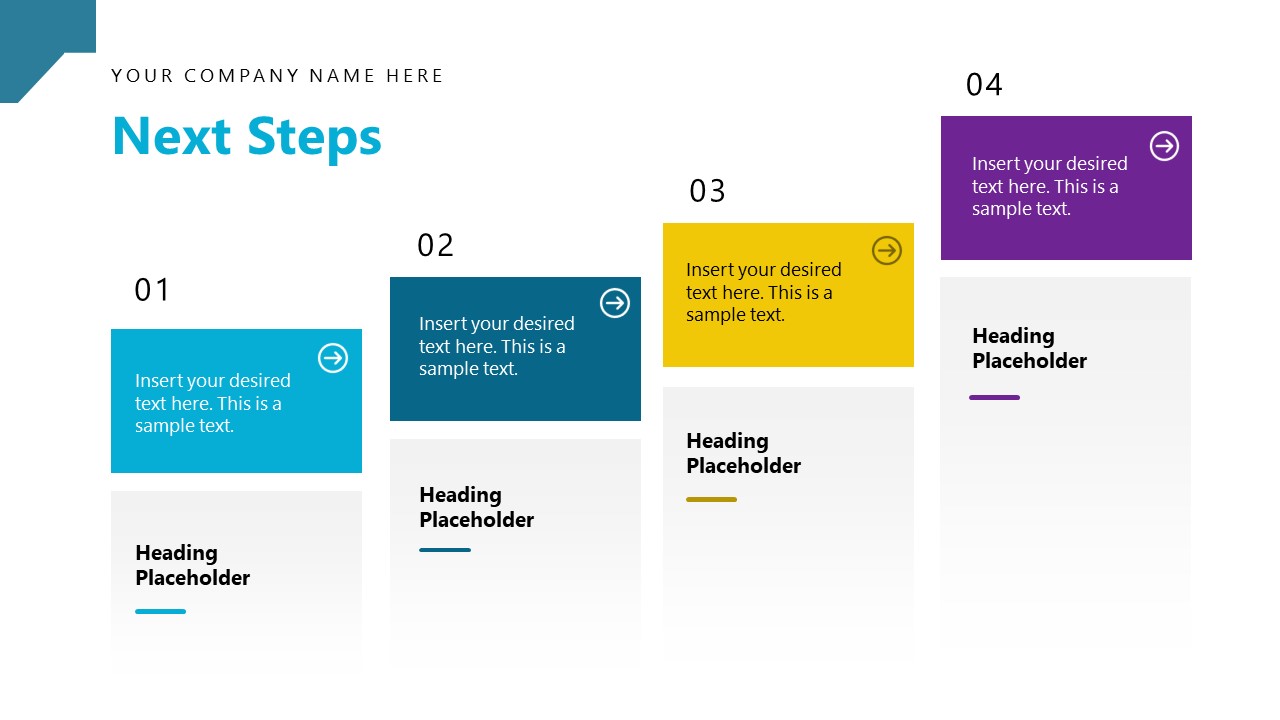 YOUR COMPANY NAME HERE
Next Steps
01
Insert your desired
text here. This is a
sample text.
Heading
Placeholder
02
Insert your desired
text here. This is a
sample text.
Heading
Placeholder
03
Insert your desired
text here. This is a
sample text.
Heading
Placeholder
04
Insert your desired
text here. This is a
sample text.
Heading
Placeholder